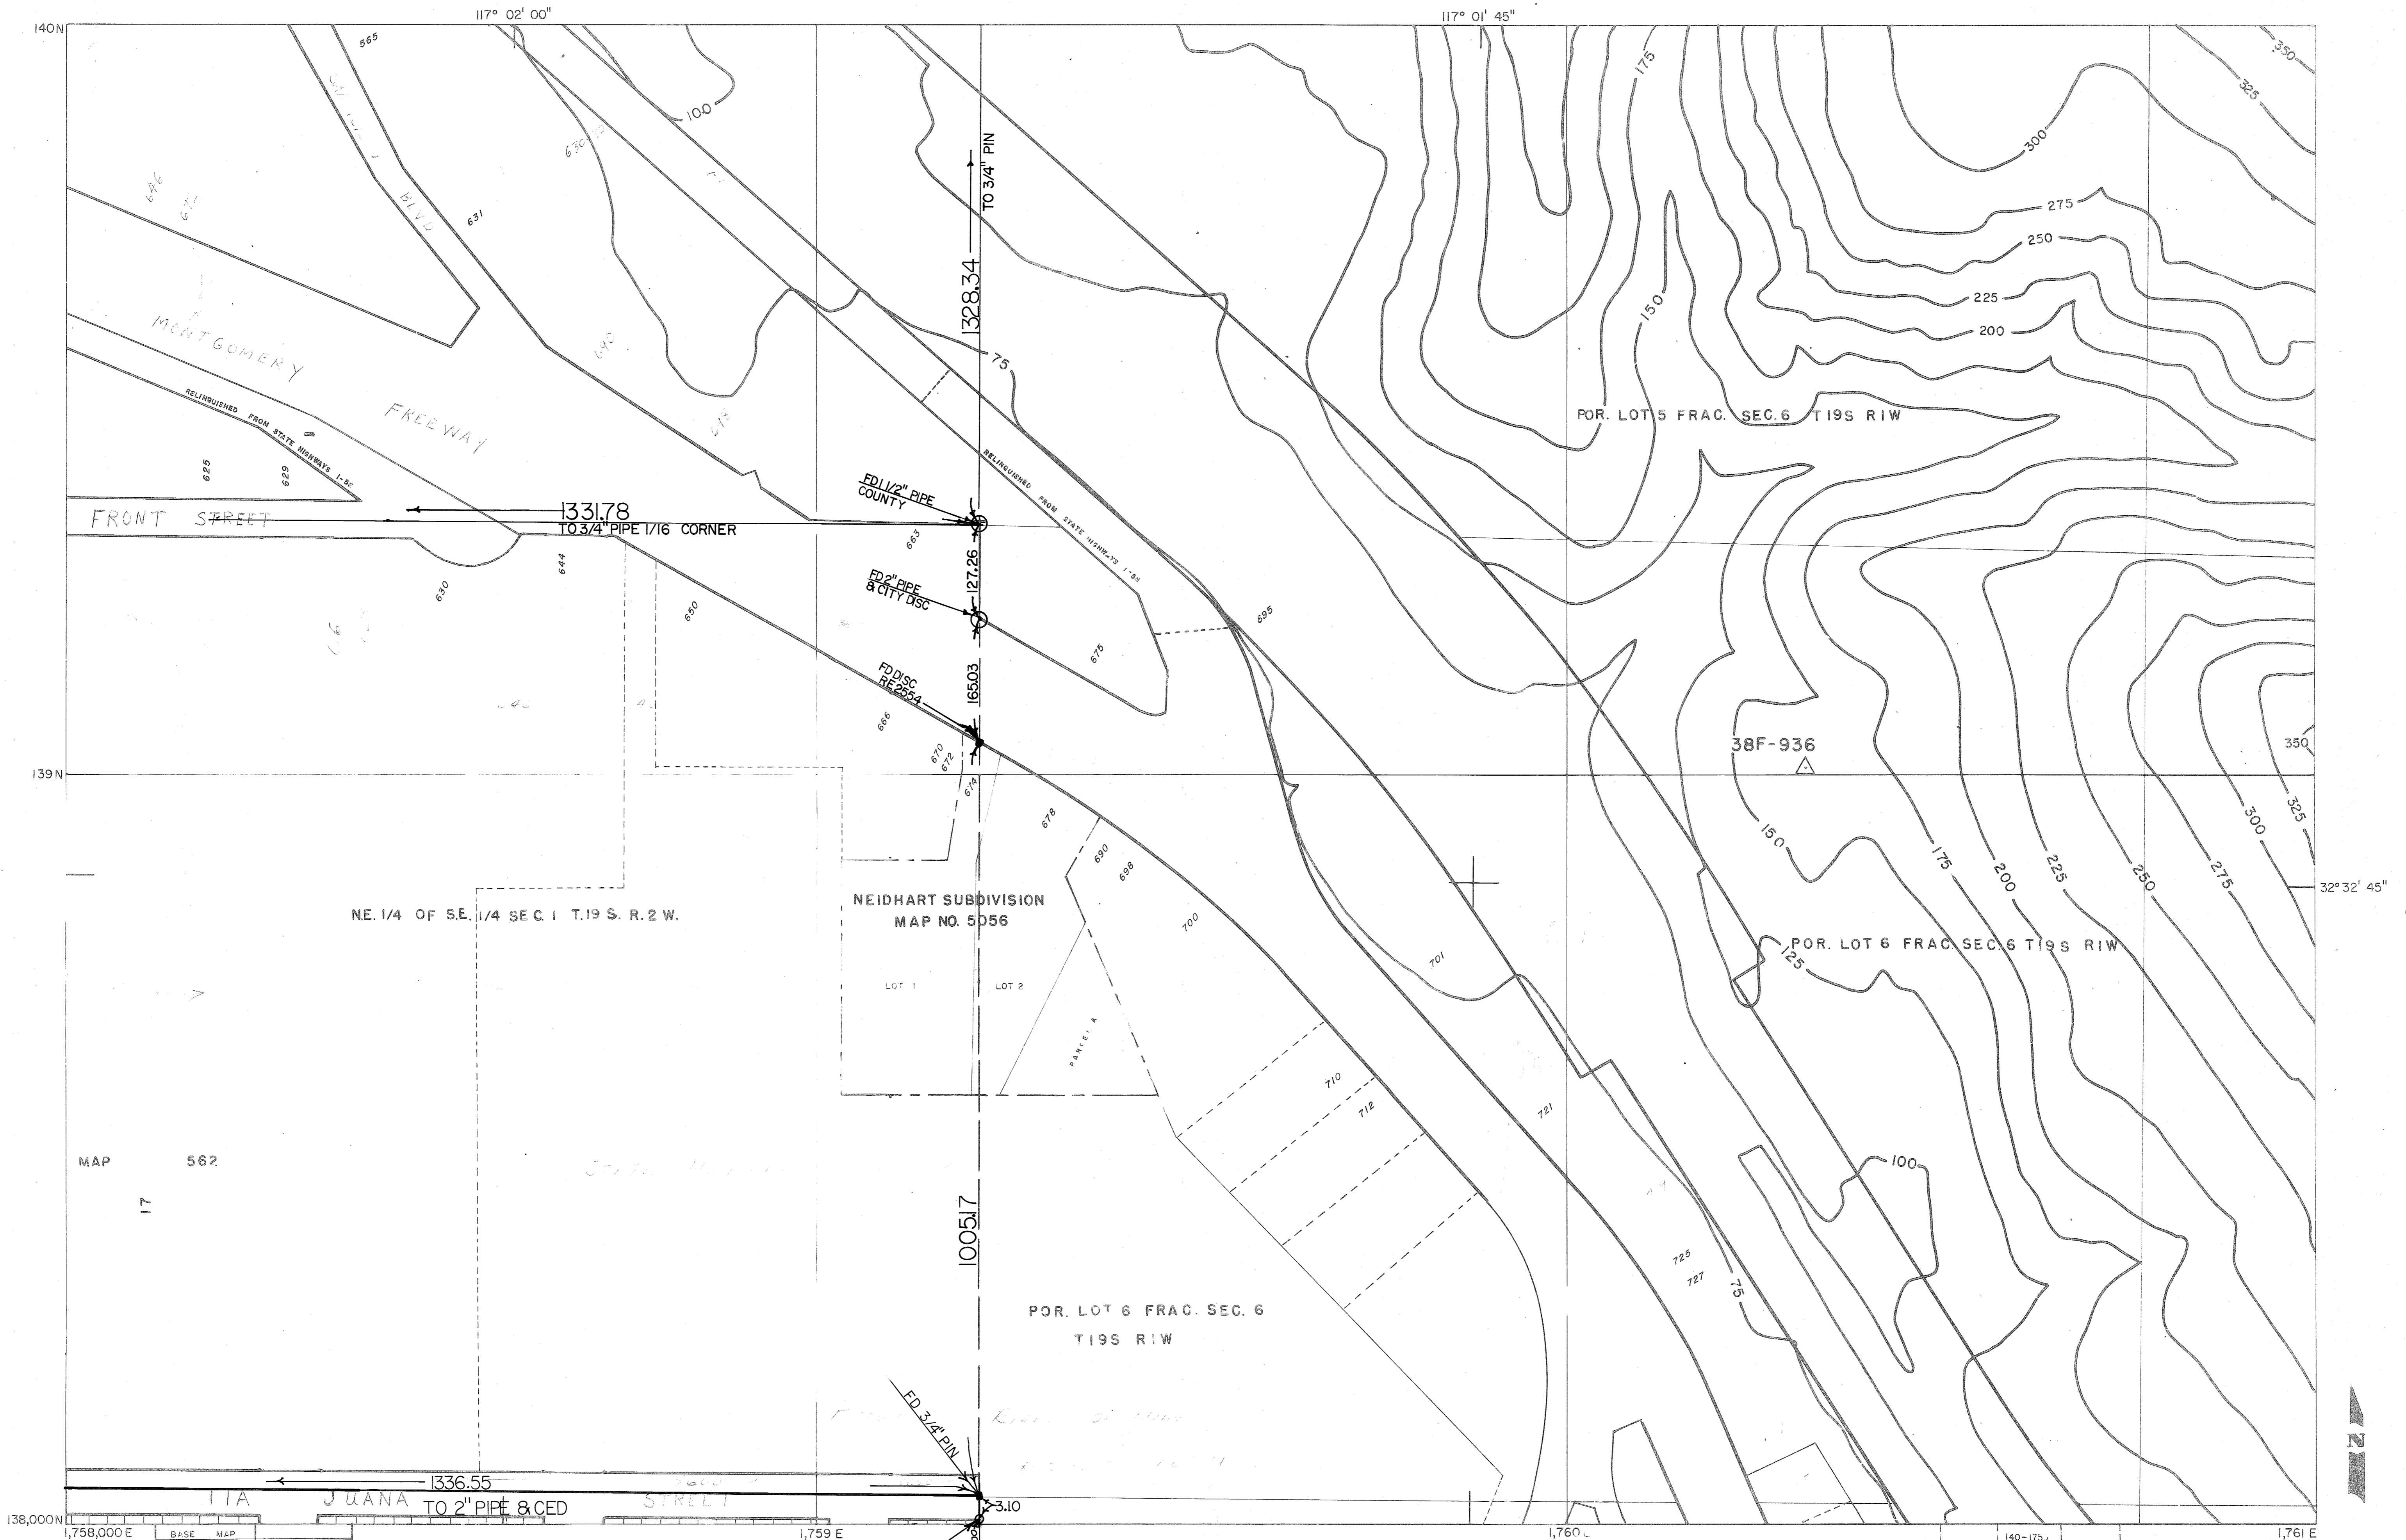 117° 02' 00"
117° 01' 45"
140N
565
100
175
350
325
300
275
250
225
200
150
631
BLVD
TO 3/4" PIN
1328.34
MONTGOMERY
FREEWAY
RELINQUISHED FROM STATE HIGHWAYS
75
POR. LOT 5 FRAC. SEC. 6 T19S R1W
625
629
FD 1 1/2" PIPE
COUNTY
RELINQUISHED FROM STATE HIGHWAYS
FRONT STREET
1331.78
TO 3/4" PIPE 1/16 CORNER
663
644
630
127.26
FD 2" PIPE
& CITY DISC
650
695
675
FD DISC
RE 2554
165.03
666
670
672
674
139N
38F-936
350
678
690
698
700
150
175
200
225
250
275
300
325
32° 32' 45"
N.E. 1/4 OF S.E. 1/4 SEC. 1 T.19 S. R. 2 W.
NEIDHART SUBDIVISION
MAP NO. 5056
LOT 1
LOT 2
PARCEL A
701
POR. LOT 6 FRAC. SEC. 6 T19S R1W
125
710
712
721
MAP 562
17
100
1005.17
725
727
75
POR. LOT 6 FRAC. SEC. 6
T19S R1W
FD 3/4" PIN
1336.55
JUANA STREET
TO 2" PIPE & CED
3.10
N
138,000N
1,758,000 E
BASE MAP
1,759 E
1,760
140-175
1,761 E